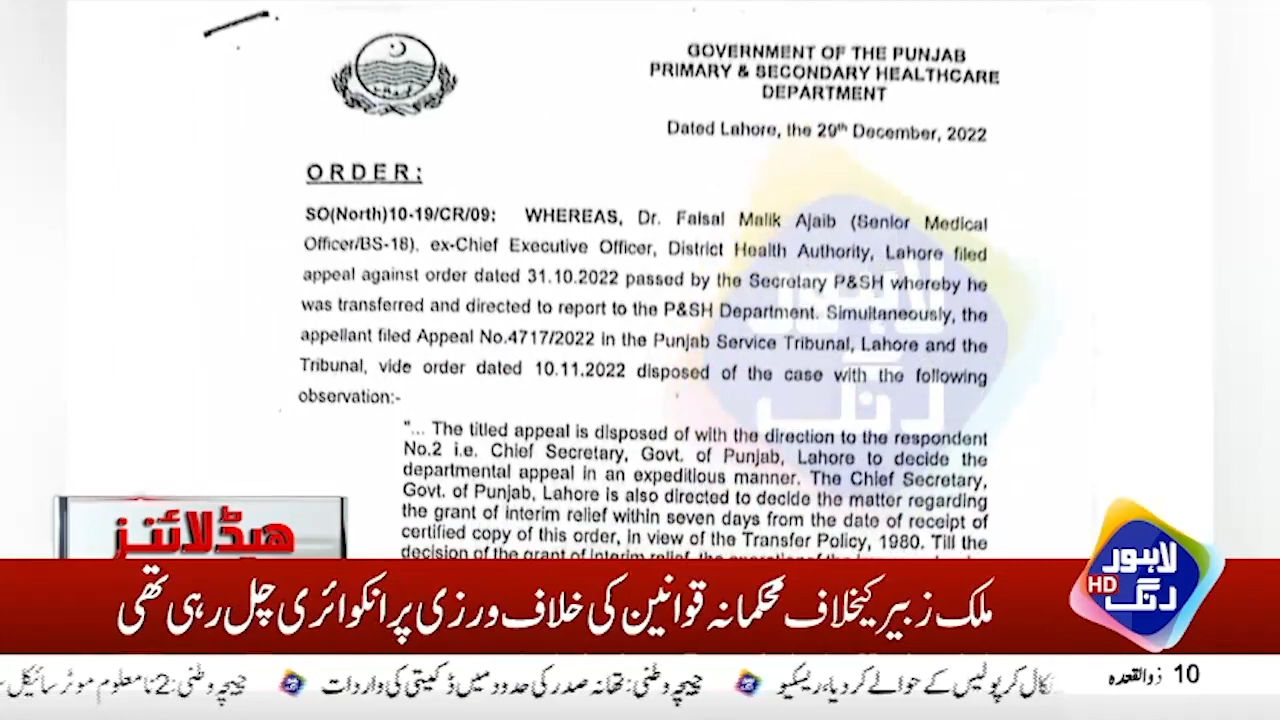 GOVERNMENT OF THE PUNJAB
PRIMARY & SECONDARY HEALTHCARE
DEPARTMENT
Dated Lahore, the 29th December, 2022
ORDER:
SO(North)10-19/CR/09: WHEREAS, Dr. Faisal Malik Ajaib (Senior Medical
Officer/BS-18), ex-Chief Executive Officer, District Health Authority, Lahore filed
appeal against order dated 31.10.2022 passed by the Secretary P&SH whereby he
was transferred and directed to report to the P&SH Department. Simultaneously, the
appellant filed Appeal No.4717/2022 in the Punjab Service Tribunal, Lahore and the
Tribunal, vide order dated 10.11.2022 disposed of the case with the following
observation:-
"... The titled appeal is disposed of with the direction to the respondent
No.2 i.e. Chief Secretary, Govt. of Punjab, Lahore to decide the
departmental appeal in an expeditious manner. The Chief Secretary,
Govt. of Punjab, Lahore is also directed to decide the matter regarding
the grant of interim relief within seven days from the date of receipt of
certified copy of this order, in view of the Transfer Policy, 1980. Till the
decision of the grant of interim relief, the
لاہور رنگ
ہیڈلائنز
ملک زبیر کیخلاف محکمانہ قوانین کی خلاف ورزی پر انکوائری چل رہی تھی
لاہور رنگ HD
10 ذوالقعدہ
نکال کر پولیس کے حوالے کر دیا، ریسکیو چیچہ وطنی: تھانہ صدر کی حدود میں ڈکیتی کی واردات چیچہ وطنی: 2 نامعلوم موٹر سائیکل